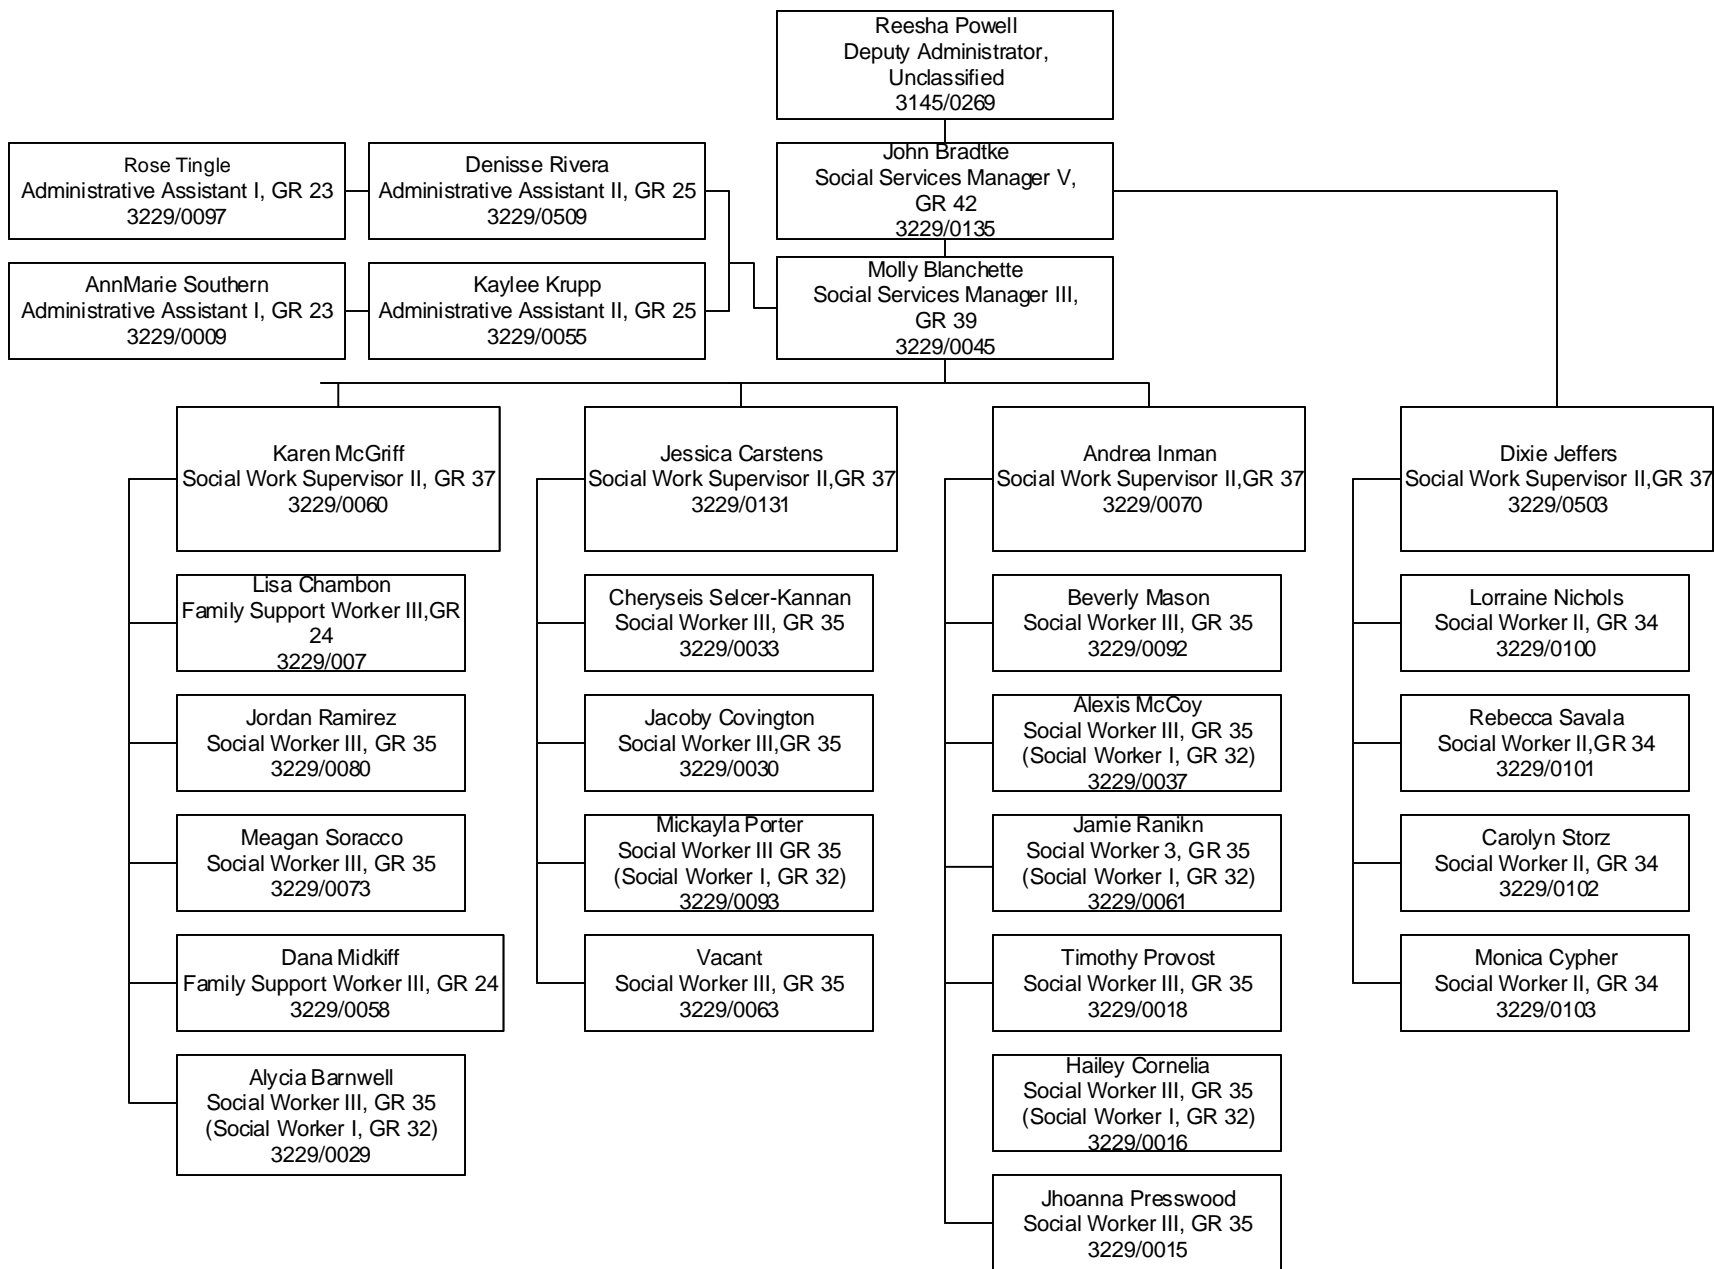 Reesha Powell
Deputy Administrator,
Unclassified
3145/0269
John Bradtke
Social Services Manager V,
GR 42
3229/0135
Rose Tingle
Administrative Assistant I, GR 23
3229/0097
Denisse Rivera
Administrative Assistant II, GR 25
3229/0509
AnnMarie Southern
Administrative Assistant I, GR 23
3229/0009
Kaylee Krupp
Administrative Assistant II, GR 25
3229/0055
Molly Blanchette
Social Services Manager III,
GR 39
3229/0045
Karen McGriff
Social Work Supervisor II, GR 37
3229/0060
Lisa Chambon
Family Support Worker III,GR
24
3229/007
Jordan Ramirez
Social Worker III, GR 35
3229/0080
Meagan Soracco
Social Worker III, GR 35
3229/0073
Dana Midkiff
Family Support Worker III, GR 24
3229/0058
Alycia Barnwell
Social Worker III, GR 35
(Social Worker I, GR 32)
3229/0029
Jessica Carstens
Social Work Supervisor II,GR 37
3229/0131
Cheryseis Selcer-Kannan
Social Worker III, GR 35
3229/0033
Jacoby Covington
Social Worker III,GR 35
3229/0030
Mickayla Porter
Social Worker III GR 35
(Social Worker I, GR 32)
3229/0093
Vacant
Social Worker III, GR 35
3229/0063
Andrea Inman
Social Work Supervisor II,GR 37
3229/0070
Beverly Mason
Social Worker III, GR 35
3229/0092
Alexis McCoy
Social Worker III, GR 35
(Social Worker I, GR 32)
3229/0037
Jamie Ranikn
Social Worker 3, GR 35
(Social Worker I, GR 32)
3229/0061
Timothy Provost
Social Worker III, GR 35
3229/0018
Hailey Cornelia
Social Worker III, GR 35
(Social Worker I, GR 32)
3229/0016
Jhoanna Presswood
Social Worker III, GR 35
3229/0015
Dixie Jeffers
Social Work Supervisor II,GR 37
3229/0503
Lorraine Nichols
Social Worker II, GR 34
3229/0100
Rebecca Savala
Social Worker II,GR 34
3229/0101
Carolyn Storz
Social Worker II, GR 34
3229/0102
Monica Cypher
Social Worker II, GR 34
3229/0103